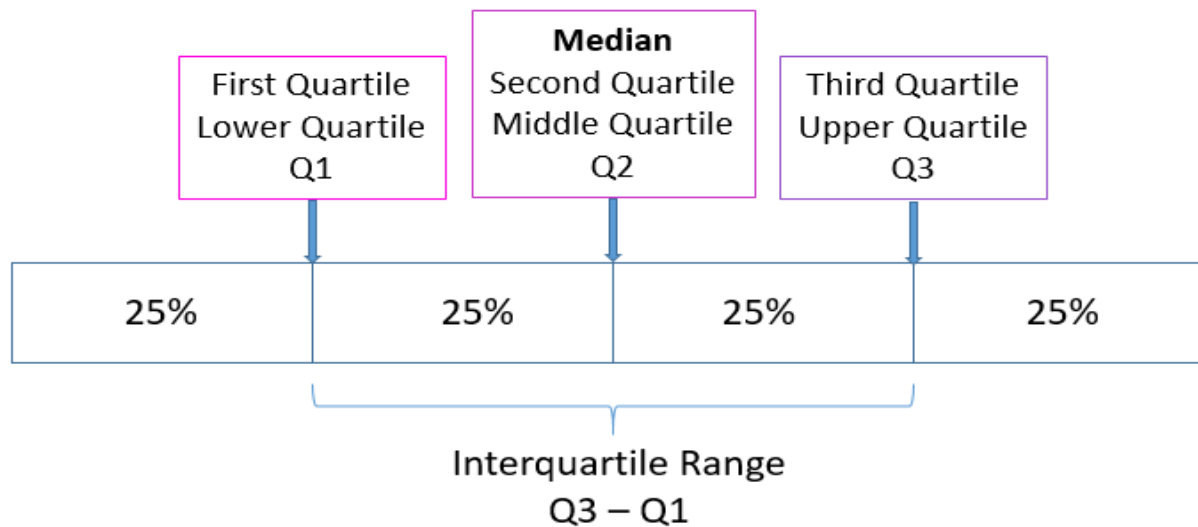 First Quartile
Lower Quartile
Q1
Median
Second Quartile
Middle Quartile
Q2
Third Quartile
Upper Quartile
Q3
25%
25%
25%
25%
Interquartile Range
Q3 – Q1